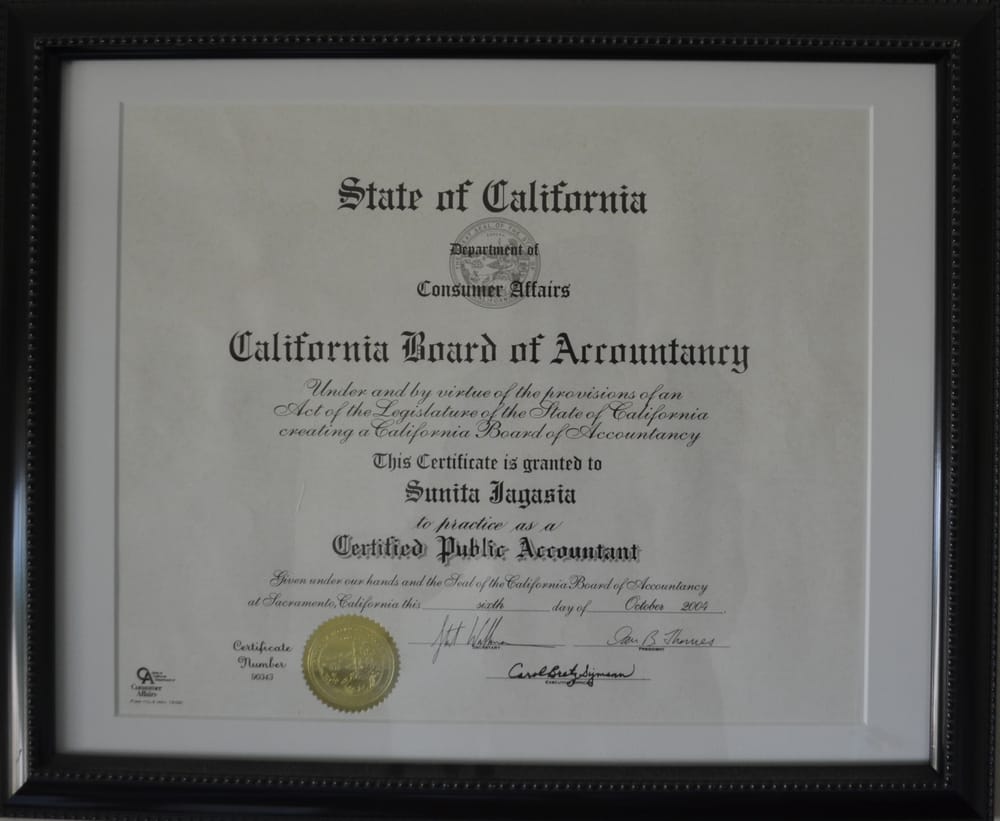 State of California
Department of
Consumer Affairs
California Board of Accountancy
Under and by virtue of the provisions of an
Act of the Legislature of the State of California
creating a California Board of Accountancy
This Certificate is granted to
Sunita Jagasia
to practice as a
Certified Public Accountant
Given under our hands and the Seal of the California Board of Accountancy
at Sacramento, California this sixth day of October 2004
SECRETARY
PRESIDENT
Certificate
Number
90343
Consumer
Affairs